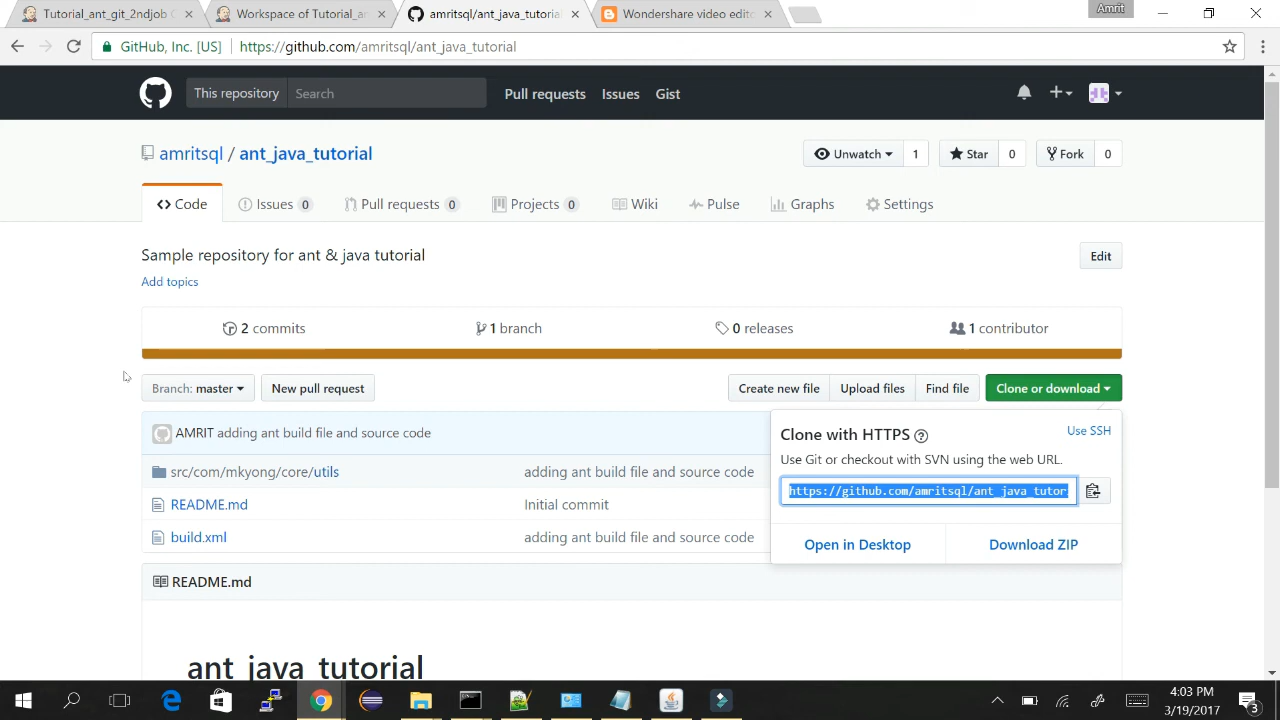 Tutorial_ant_git_2ndjob
Workspace of Tutorial_an
amritsql/ant_java_tutorial
Wondershare video edito
Amrit
GitHub, Inc. [US]
https://github.com/amritsql/ant_java_tutorial
This repository
Search
Pull requests
Issues
Gist
amritsql / ant_java_tutorial
Unwatch 1
Star 0
Fork 0
Code
Issues 0
Pull requests 0
Projects 0
Wiki
Pulse
Graphs
Settings
Sample repository for ant & java tutorial
Edit
Add topics
2 commits
1 branch
0 releases
1 contributor
Branch: master
New pull request
Create new file
Upload files
Find file
Clone or download
AMRIT adding ant build file and source code
Clone with HTTPS
Use SSH
Use Git or checkout with SVN using the web URL.
src/com/mkyong/core/utils
adding ant build file and source code
https://github.com/amritsql/ant_java_tutor
README.md
Initial commit
build.xml
adding ant build file and source code
Open in Desktop
Download ZIP
README.md
ant_java_tutorial
4:03 PM
3/19/2017
3